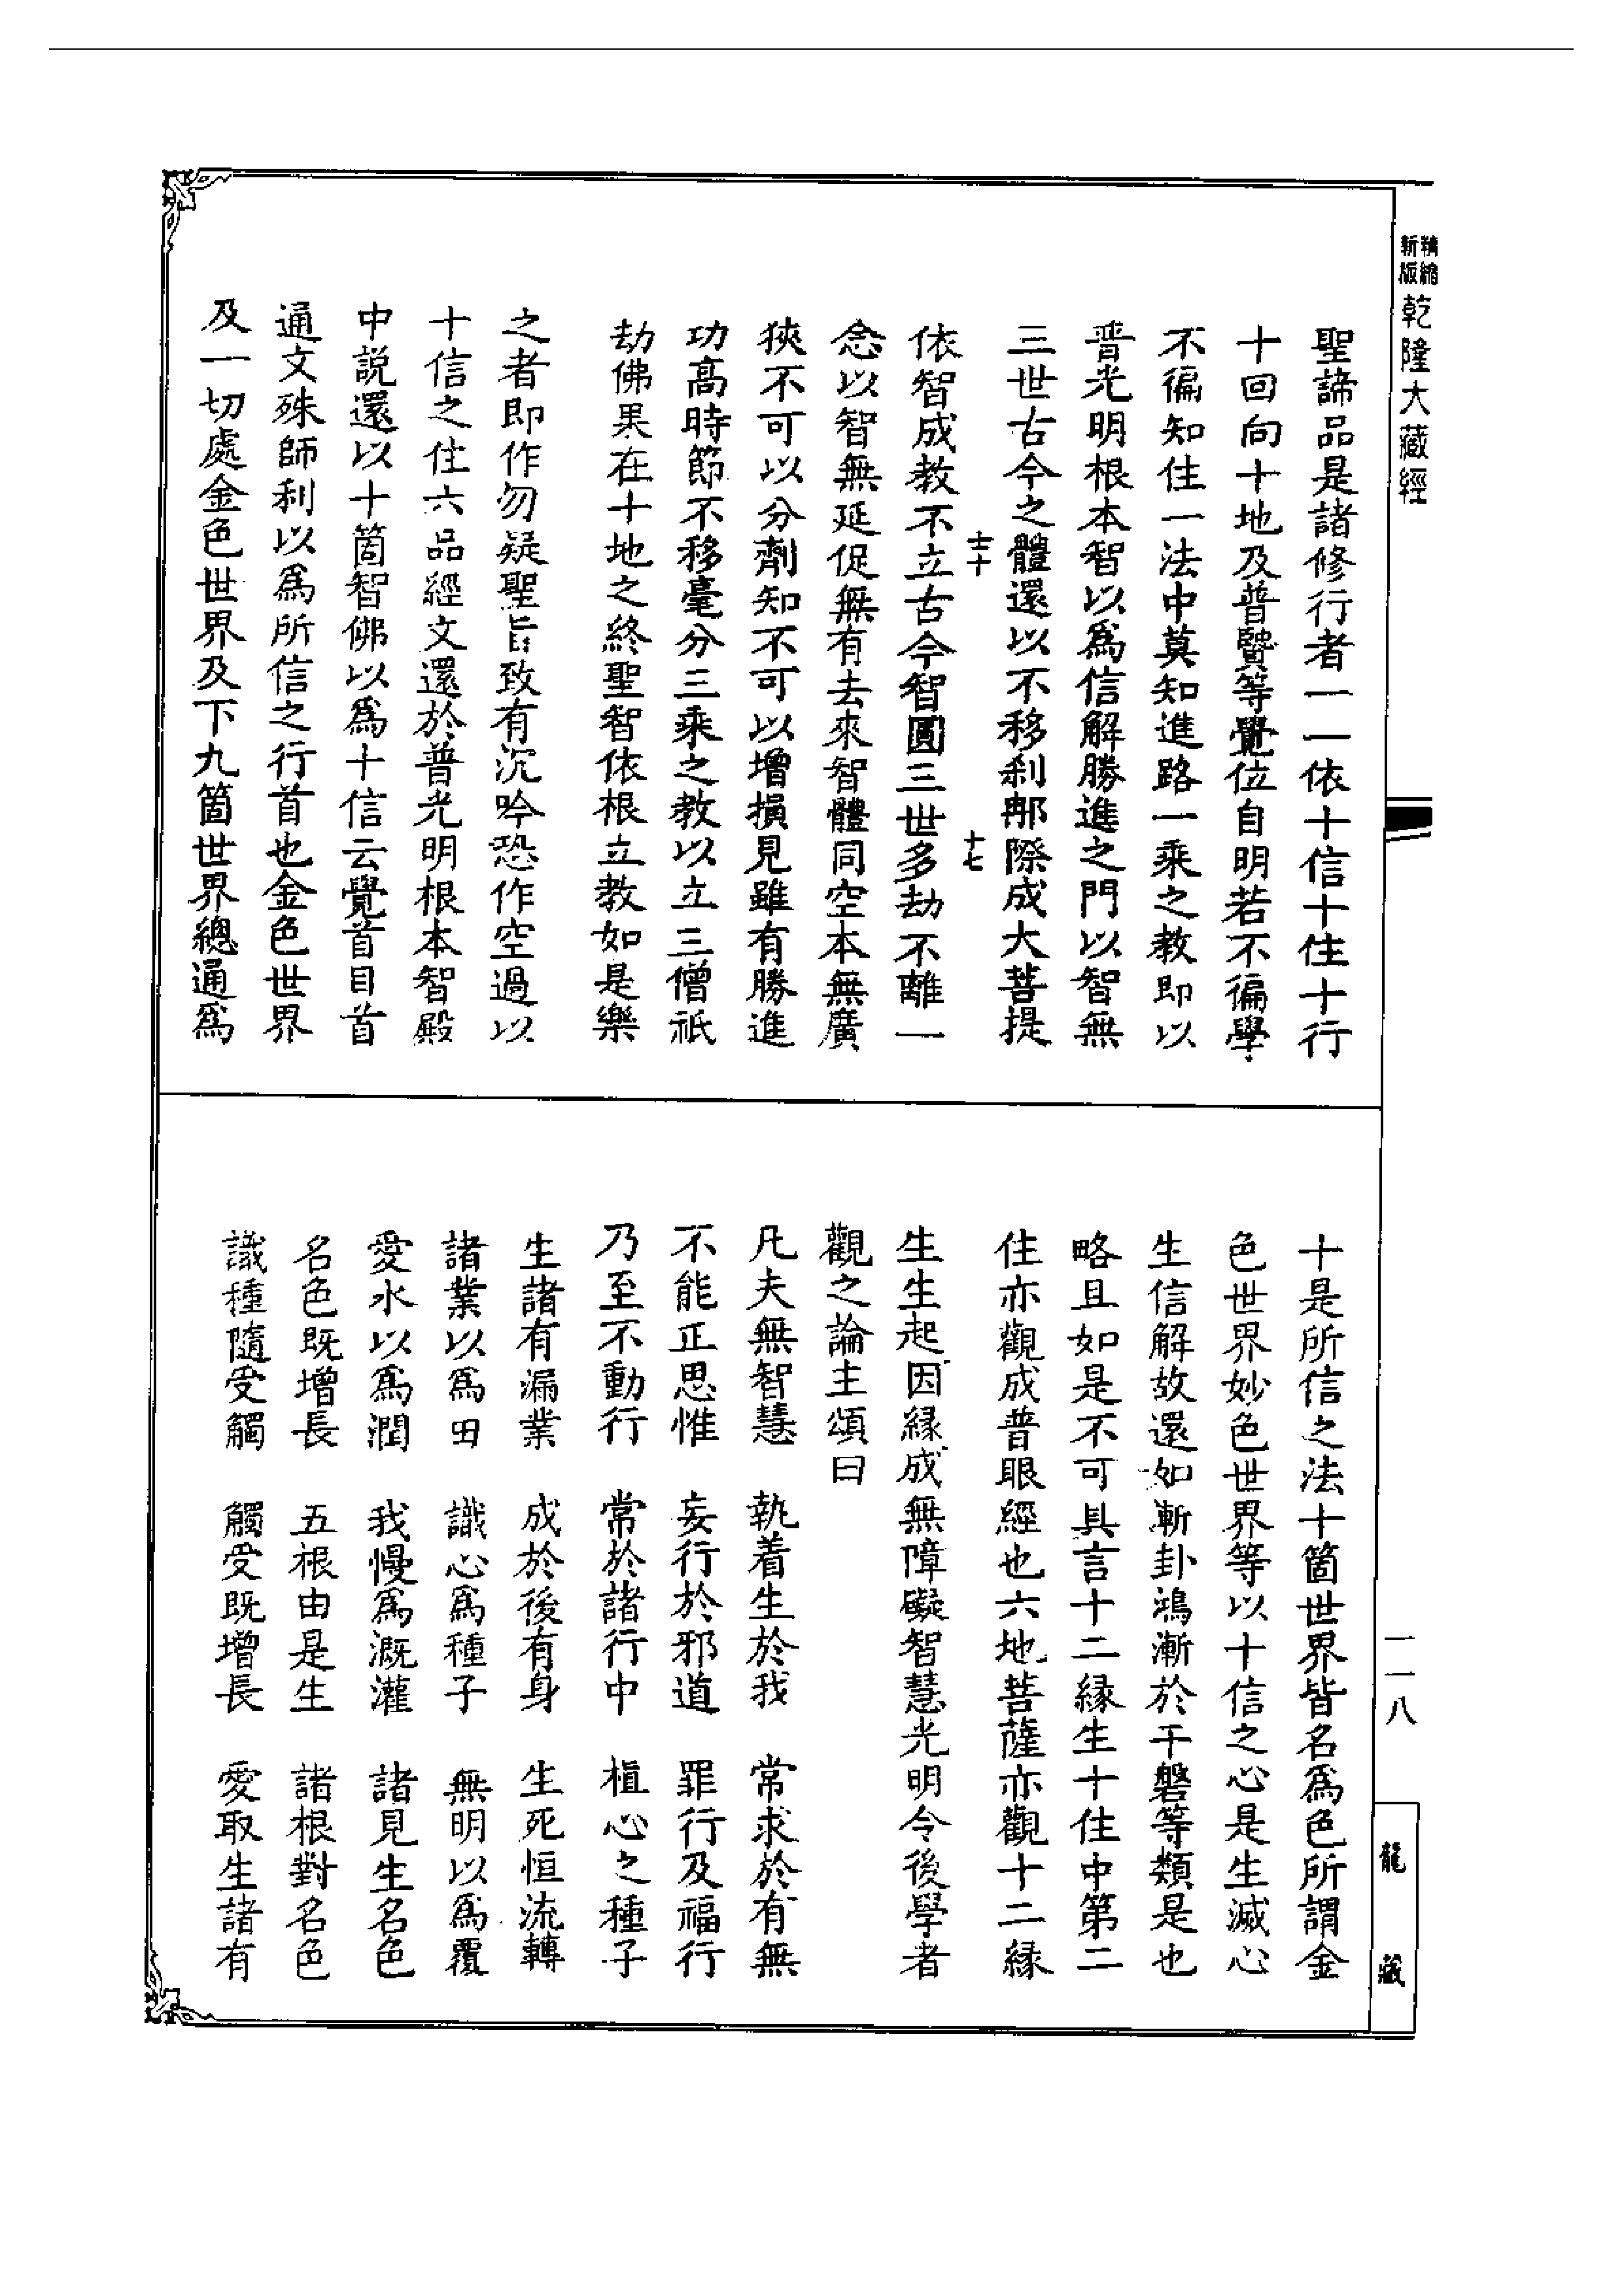 精縮新版乾隆大藏經
聖諦品是諸修行者一一依十信十住十行
十回向十地及普賢等覺位自明若不徧學
不徧知住一法中莫知進路一乘之教即以
普光明根本智以爲信解勝進之門以智無
三世古今之體還以不移刹那際成大菩提
士十
十七
依智成教不立古今智圓三世多劫不離一
念以智無延促無有去來智體同空本無廣
狹不可以分劑知不可以增損見雖有勝進
功高時節不移毫分三乘之教以立三僧祇
劫佛果在十地之終聖智依根立教如是樂
之者即作勿疑聖旨致有沉吟恐作空過以
十信之住六品經文還於普光明根本智殿
中説還以十箇智佛以爲十信云覺首目首
通文殊師利以爲所信之行首也金色世界
及一切處金色世界及下九箇世界總通爲
十是所信之法十箇世界皆名爲色所謂金
色世界妙色世界等以十信之心是生滅心
生信解故還如漸卦鴻漸於干磐等類是也
略且如是不可具言十二緣生十住中第二
住亦觀成普眼經也六地菩薩亦觀十二緣
生生起因緣成無障礙智慧光明令後學者
觀之論主頌曰
凡夫無智慧　執着生於我　常求於有無
不能正思惟　妄行於邪道　罪行及福行
乃至不動行　常於諸行中　植心之種子
生諸有漏業　成於後有身　生死恒流轉
諸業以爲田　識心爲種子　無明以爲覆
愛水以爲潤　我慢爲溉灌　諸見生名色
名色既增長　五根由是生　諸根對名色
識種隨受觸　觸受既增長　愛取生諸有
一一八
龍藏